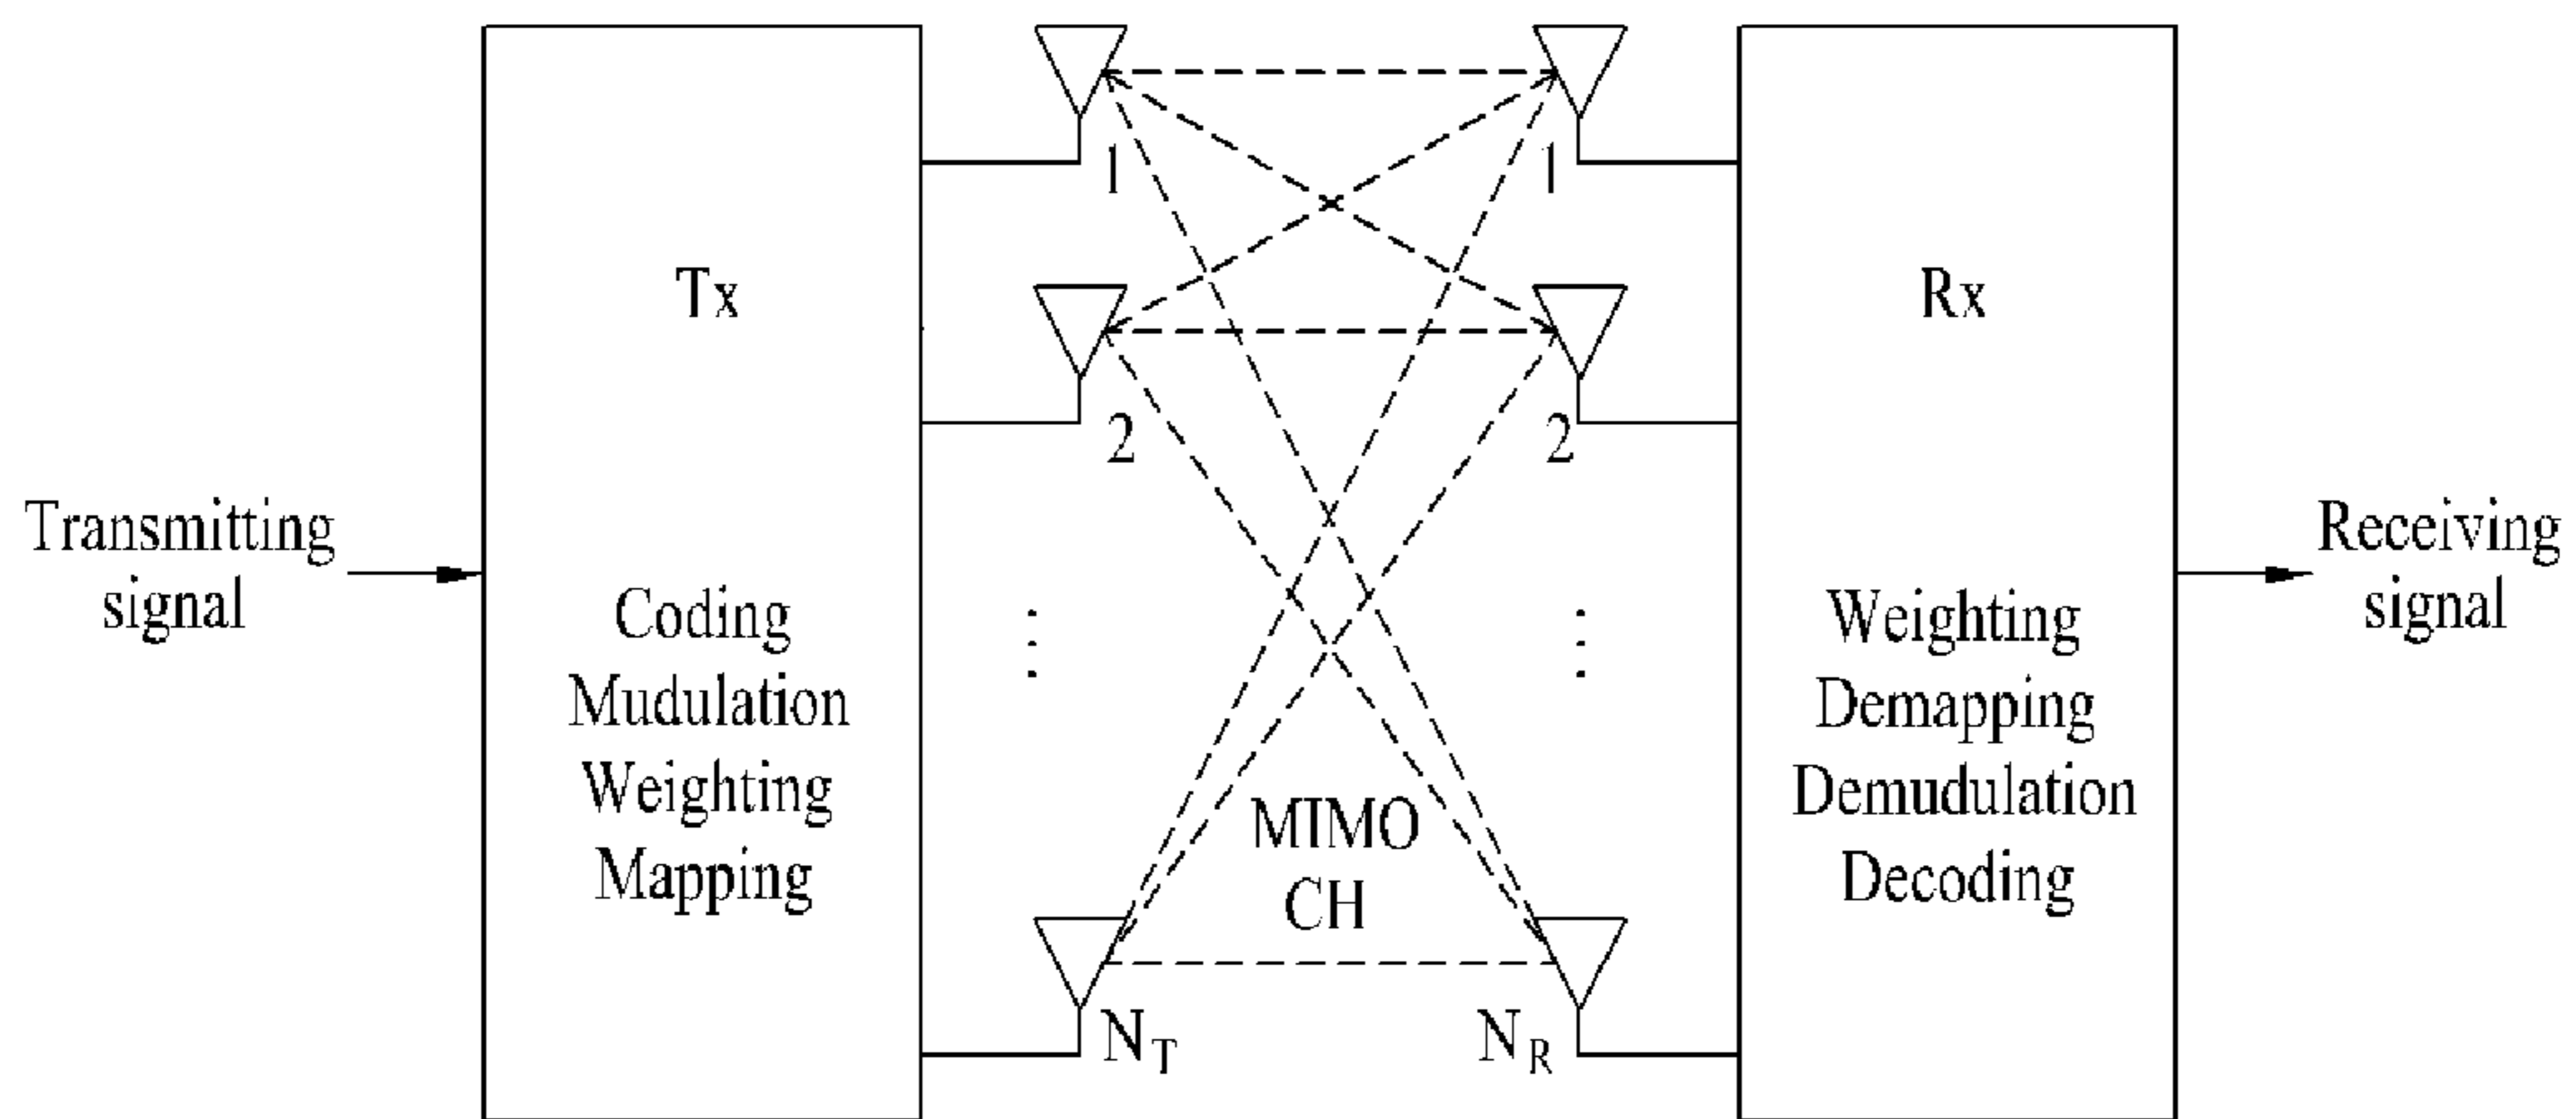 Transmitting
signal
Tx
Coding
Mudulation
Weighting
Mapping
1
2
⋮
N_T
MIMO
CH
1
2
⋮
N_R
Rx
Weighting
Demapping
Demudulation
Decoding
Receiving
signal